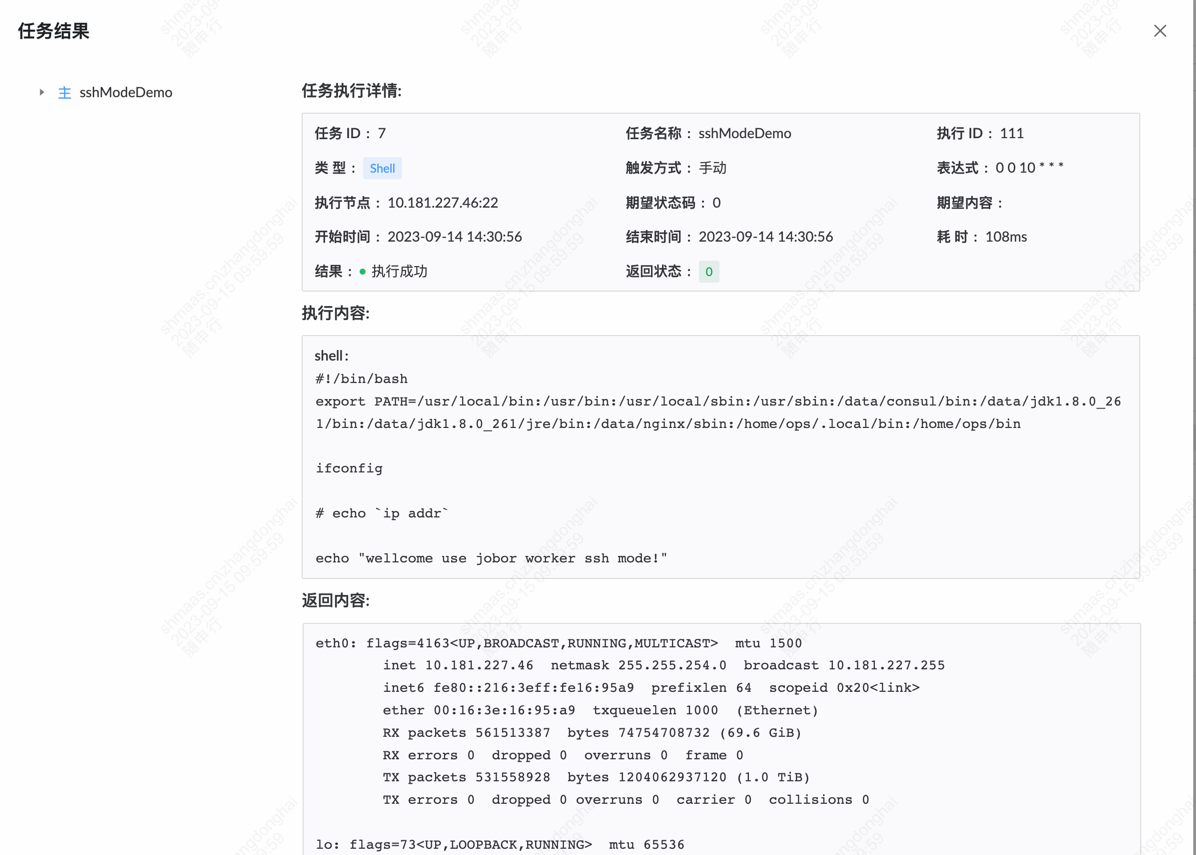 任务结果
sshModeDemo
任务执行详情:
任务 ID： 7 任务名称： sshModeDemo 执行 ID： 111
类 型： Shell 触发方式： 手动 表达式： 0 0 10 * * *
执行节点： 10.181.227.46:22 期望状态码： 0 期望内容：
开始时间： 2023-09-14 14:30:56 结束时间： 2023-09-14 14:30:56 耗 时： 108ms
结果: 执行成功 返回状态： 0
执行内容:
shell:
#!/bin/bash
export PATH=/usr/local/bin:/usr/bin:/usr/local/sbin:/usr/sbin:/data/consul/bin:/data/jdk1.8.0_26
1/bin:/data/jdk1.8.0_261/jre/bin:/data/nginx/sbin:/home/ops/.local/bin:/home/ops/bin
ifconfig
# echo `ip addr`
echo "wellcome use jobor worker ssh mode!"
返回内容:
eth0: flags=4163<UP,BROADCAST,RUNNING,MULTICAST>  mtu 1500
inet 10.181.227.46  netmask 255.255.254.0  broadcast 10.181.227.255
inet6 fe80::216:3eff:fe16:95a9  prefixlen 64  scopeid 0x20<link>
ether 00:16:3e:16:95:a9  txqueuelen 1000  (Ethernet)
RX packets 561513387  bytes 74754708732 (69.6 GiB)
RX errors 0  dropped 0  overruns 0  frame 0
TX packets 531558928  bytes 1204062937120 (1.0 TiB)
TX errors 0  dropped 0 overruns 0  carrier 0  collisions 0
lo: flags=73<UP,LOOPBACK,RUNNING>  mtu 65536